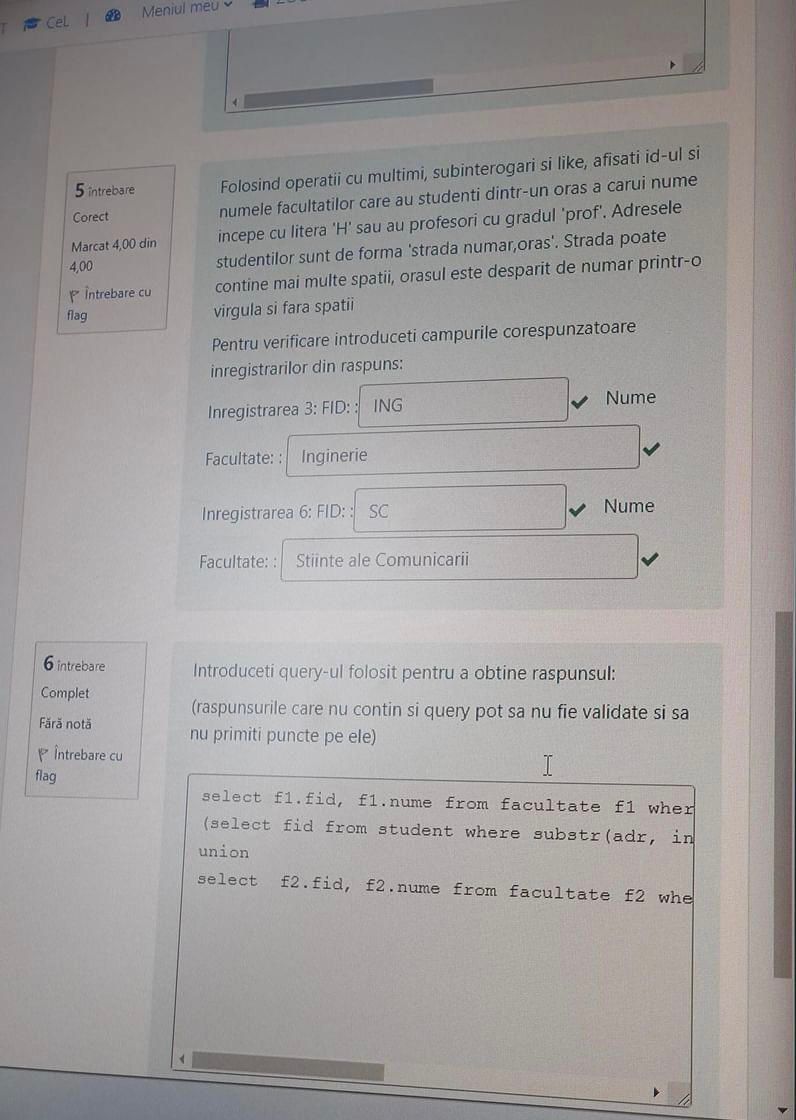 CeL | Meniul meu
5 întrebare
Corect
Marcat 4,00 din
4,00
Întrebare cu
flag
Folosind operatii cu multimi, subinterogari si like, afisati id-ul si
numele facultatilor care au studenti dintr-un oras a carui nume
incepe cu litera 'H' sau au profesori cu gradul 'prof'. Adresele
studentilor sunt de forma 'strada numar,oras'. Strada poate
contine mai multe spatii, orasul este desparit de numar printr-o
virgula si fara spatii
Pentru verificare introduceti campurile corespunzatoare
inregistrarilor din raspuns:
Inregistrarea 3: FID: : ING Nume
Facultate: : Inginerie
Inregistrarea 6: FID: : SC Nume
Facultate: : Stiinte ale Comunicarii
6 întrebare
Complet
Fără notă
Întrebare cu
flag
Introduceti query-ul folosit pentru a obtine raspunsul:
(raspunsurile care nu contin si query pot sa nu fie validate si sa
nu primiti puncte pe ele)
select f1.fid, f1.nume from facultate f1 wher
(select fid from student where substr(adr, in
union
select  f2.fid, f2.nume from facultate f2 whe